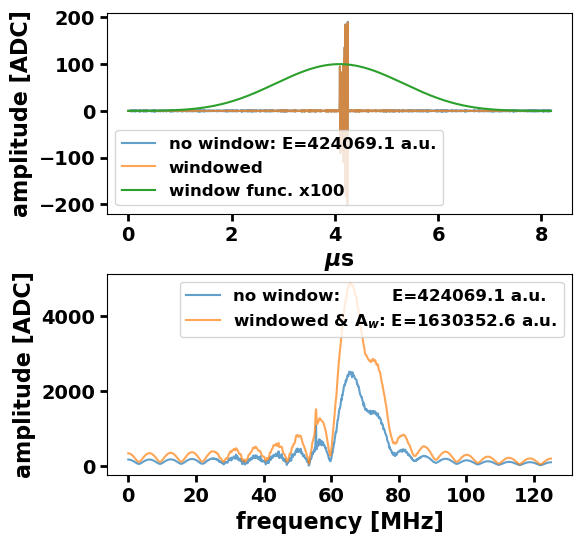 200
100
0
−100
−200
amplitude [ADC]
no window: E=424069.1 a.u.
windowed
window func. x100
0 2 4 6 8
μs
4000
2000
0
amplitude [ADC]
no window: E=424069.1 a.u.
windowed & A_w: E=1630352.6 a.u.
0 20 40 60 80 100 120
frequency [MHz]